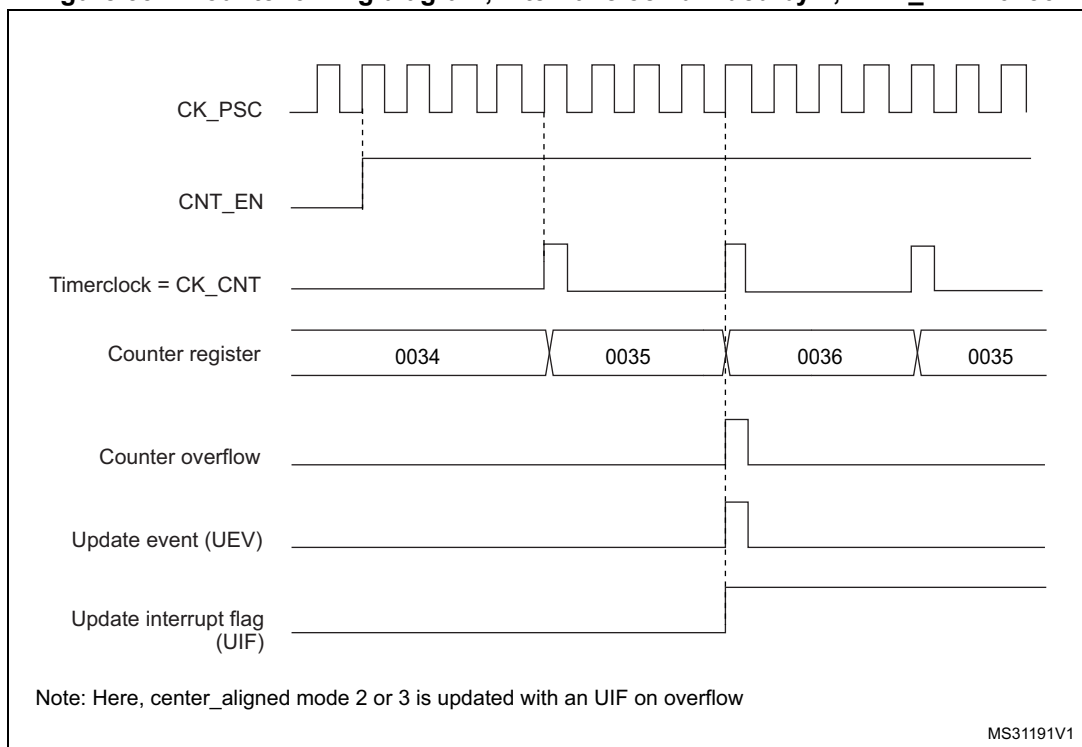 CK_PSC
CNT_EN
Timerclock = CK_CNT
Counter register
0034 0035 0036 0035
Counter overflow
Update event (UEV)
Update interrupt flag
(UIF)
Note: Here, center_aligned mode 2 or 3 is updated with an UIF on overflow
MS31191V1